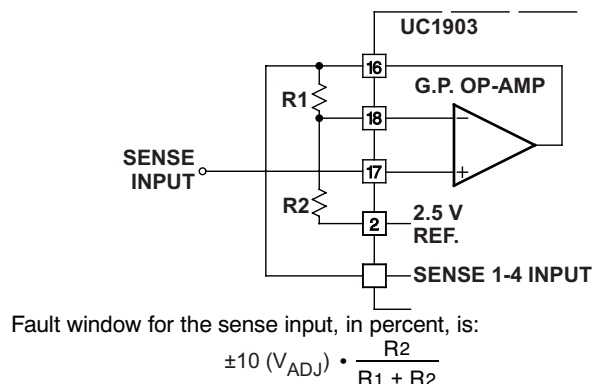 UC1903
16
G.P. OP-AMP
R1
18
−
SENSE
INPUT
17
+
R2
2
2.5 V
REF.
SENSE 1-4 INPUT
Fault window for the sense input, in percent, is:
±10 (VADJ) • R2
R1 + R2